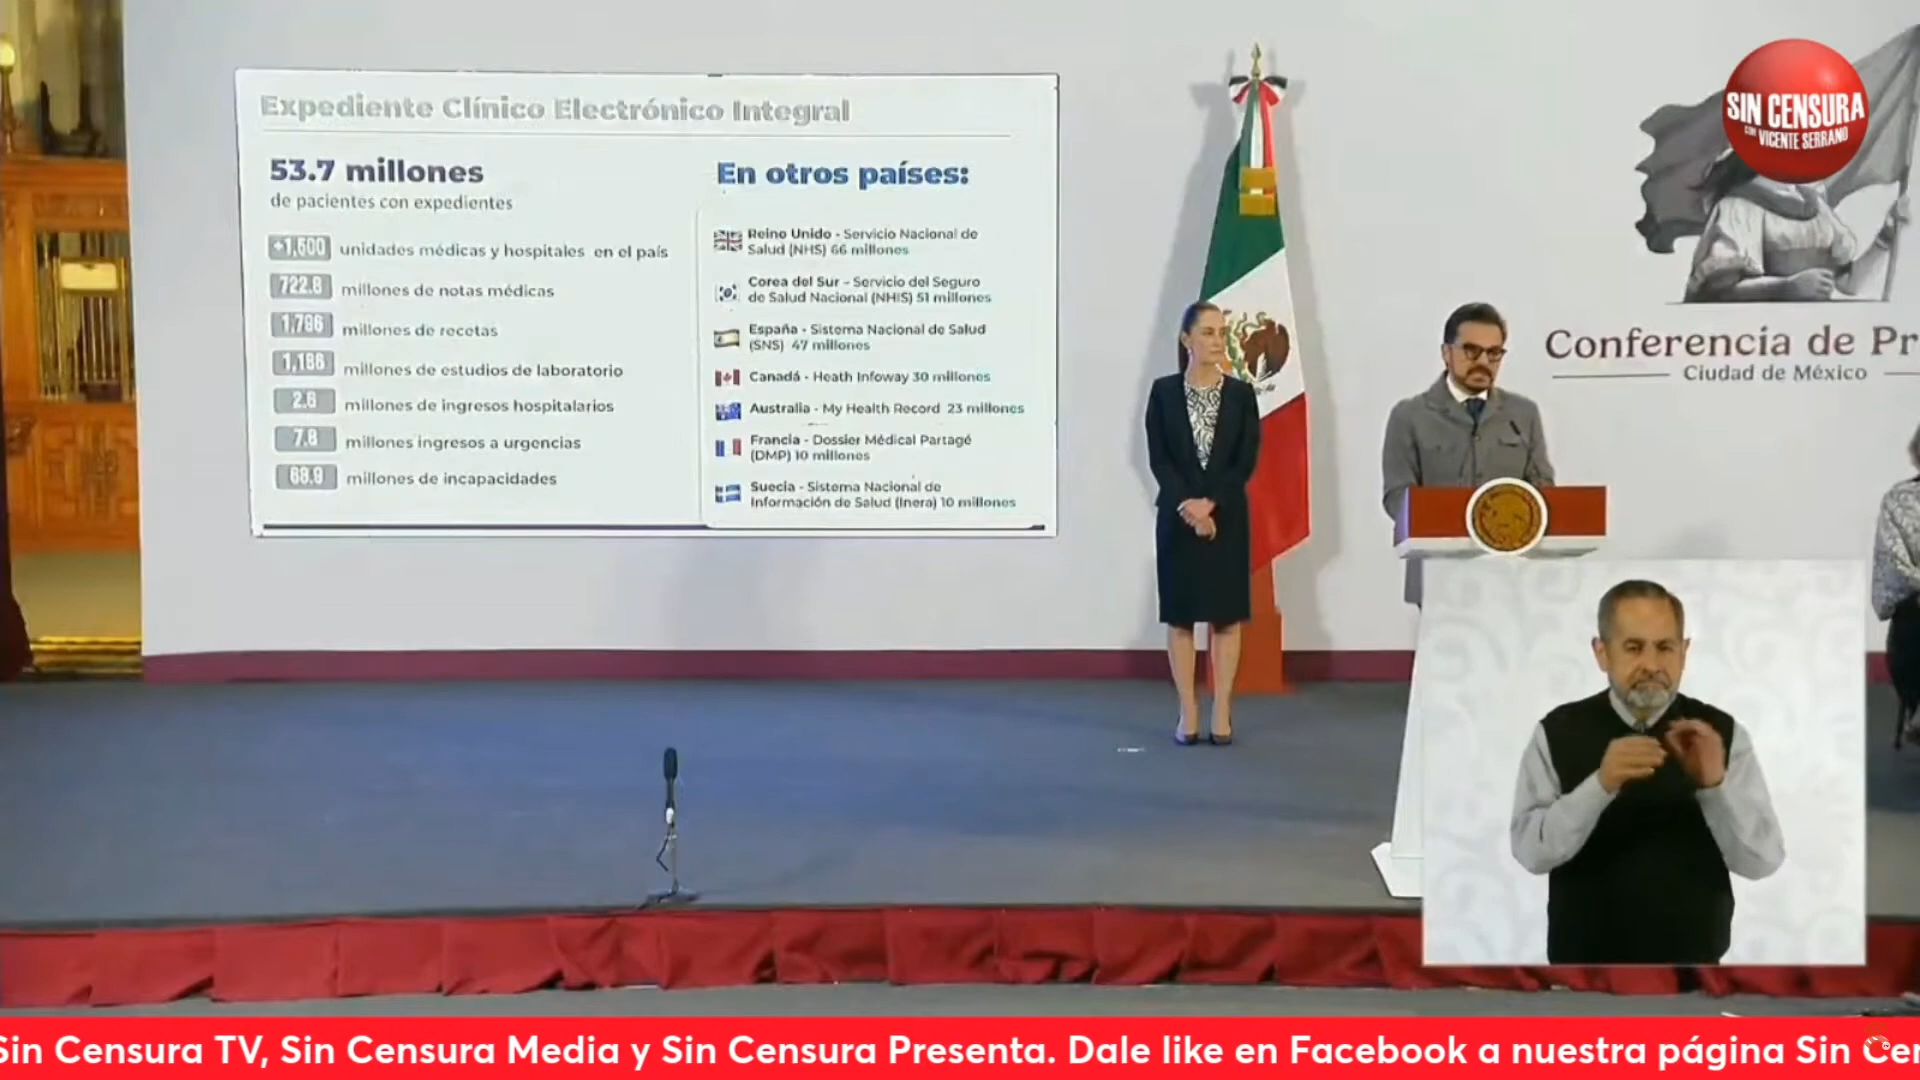 Expediente Clínico Electrónico Integral
53.7 millones
de pacientes con expedientes
+1,500 unidades médicas y hospitales en el país
722.8 millones de notas médicas
1,796 millones de recetas
1,186 millones de estudios de laboratorio
2.6 millones de ingresos hospitalarios
7.8 millones ingresos a urgencias
68.9 millones de incapacidades
En otros países:
Reino Unido - Servicio Nacional de
Salud (NHS) 66 millones
Corea del Sur - Servicio del Seguro
de Salud Nacional (NHIS) 51 millones
España - Sistema Nacional de Salud
(SNS) 47 millones
Canadá - Heath Infoway 30 millones
Australia - My Health Record 23 millones
Francia - Dossier Médical Partagé
(DMP) 10 millones
Suecia - Sistema Nacional de
Información de Salud (Inera) 10 millones
SIN CENSURA
CON VICENTE SERRANO
Conferencia de Pr
Ciudad de México
Sin Censura TV, Sin Censura Media y Sin Censura Presenta. Dale like en Facebook a nuestra página Sin Cen